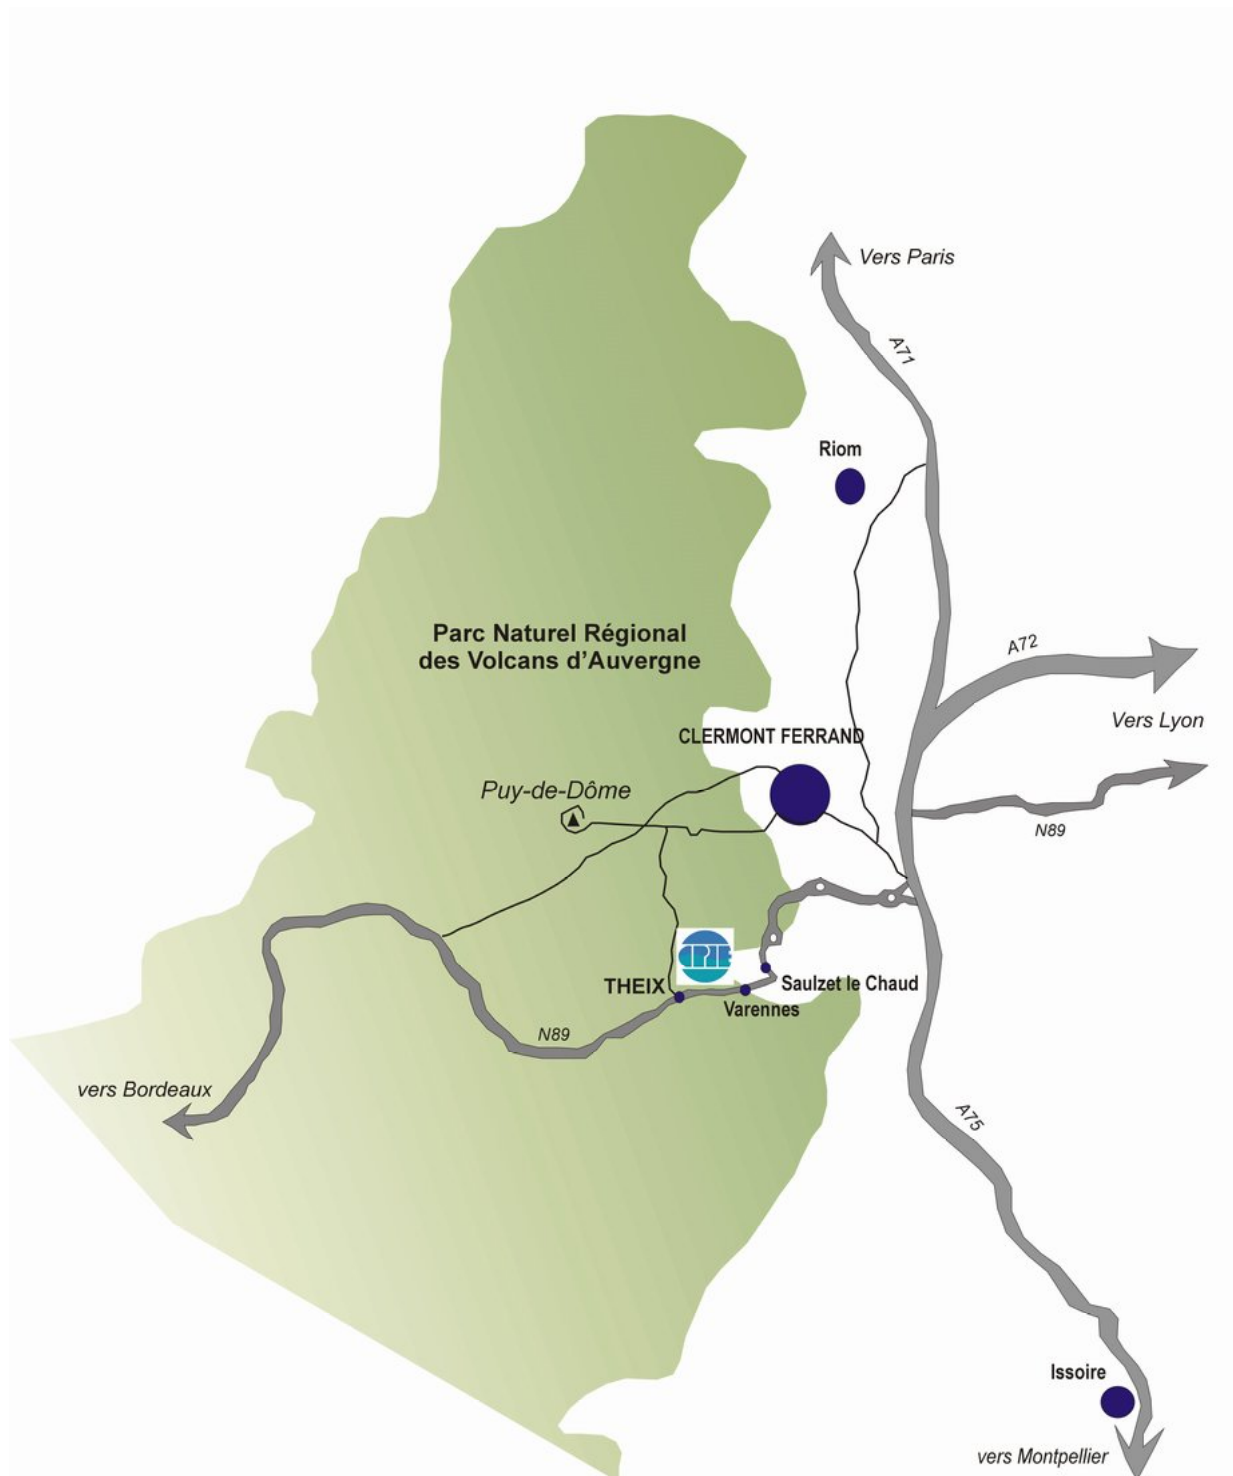 Vers Paris
A71
Riom
Parc Naturel Régional
des Volcans d'Auvergne
A72
Vers Lyon
CLERMONT FERRAND
Puy-de-Dôme
N89
CPIE
THEIX
Saulzet le Chaud
Varennes
N89
vers Bordeaux
A75
Issoire
vers Montpellier